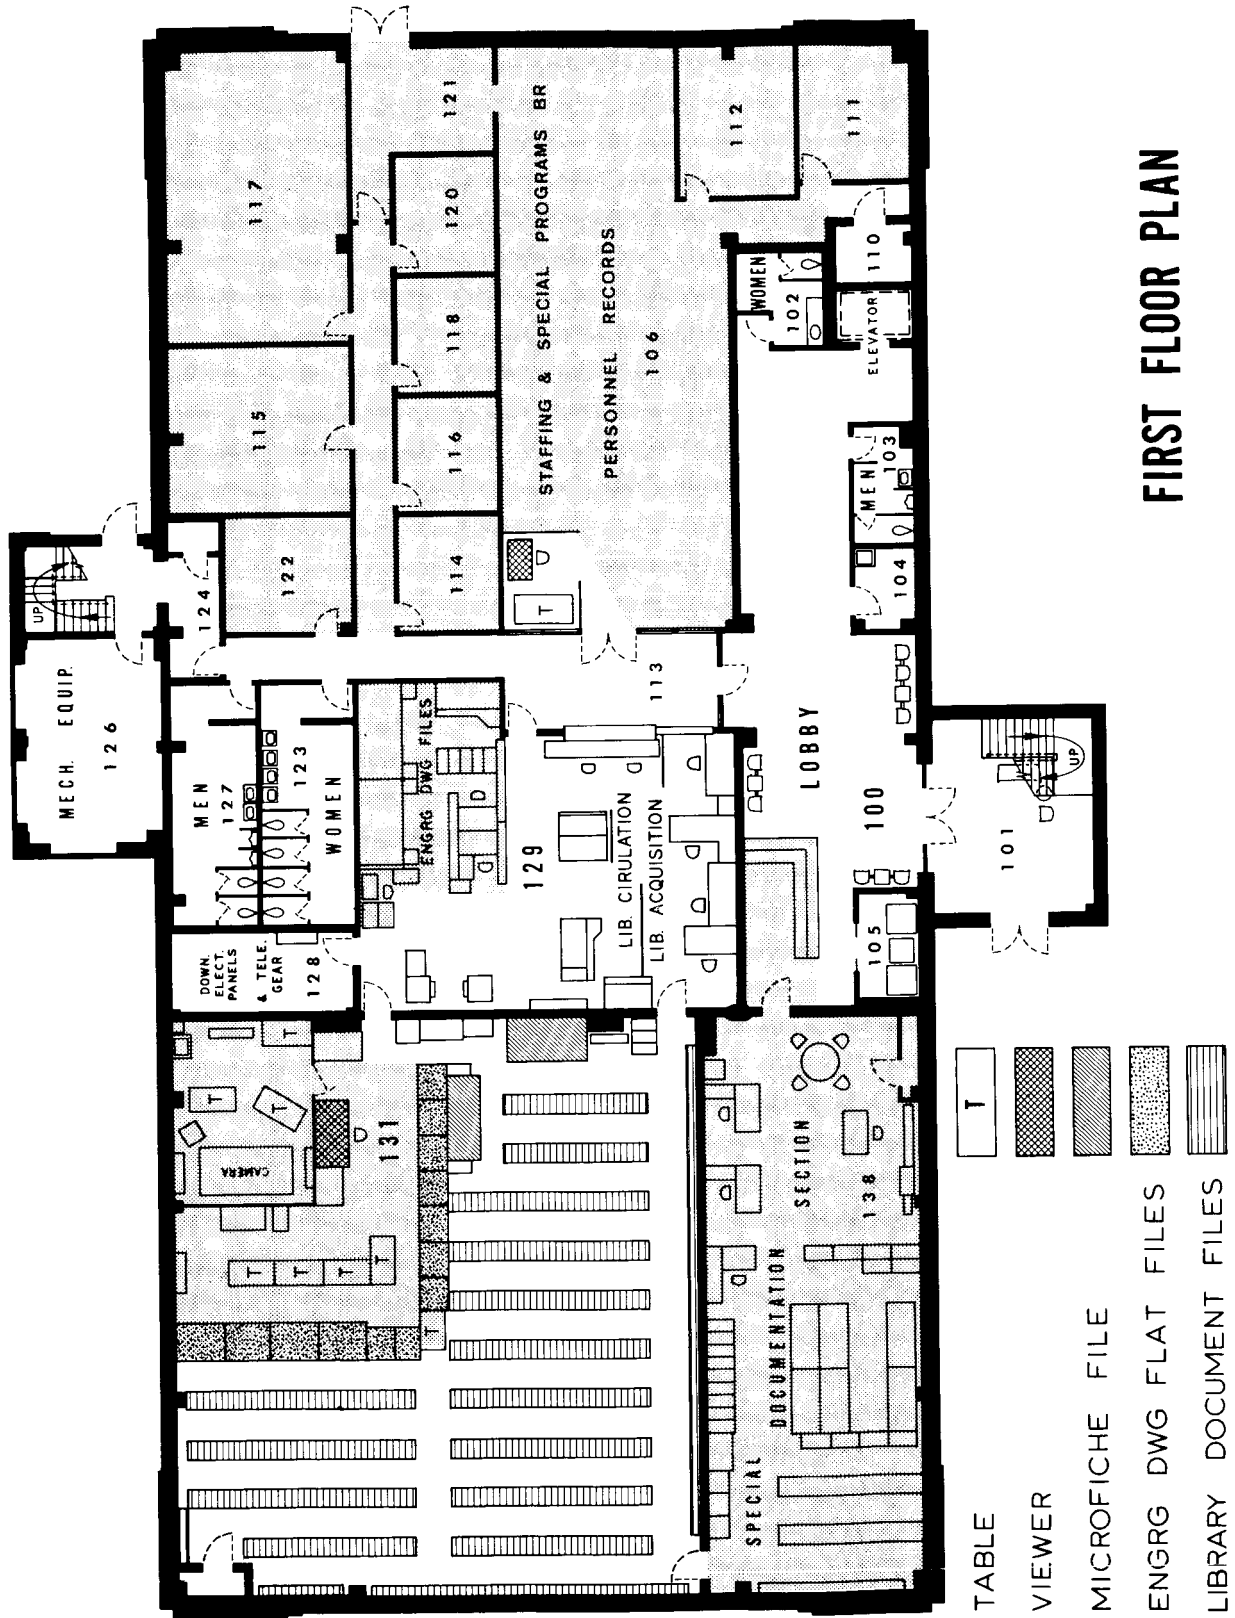 FIRST FLOOR PLAN
MECH. EQUIP.
126
UP
124
117
115
122
121
120
118
116
114
STAFFING & SPECIAL PROGRAMS BR
PERSONNEL RECORDS
106
T
112
111
110
ELEVATOR
WOMEN
102
MEN
103
104
113
LOBBY
100
101
UP
105
MEN
127
123
WOMEN
DOWN.
ELECT.
PANELS
& TELE.
GEAR
128
ENGRG DWG FILES
D
129
LIB. CIRULATION
LIB. ACQUISITION
131
CAMERA
T
T
T
T
T
T
T
T
SPECIAL
DOCUMENTATION
SECTION
138
TABLE
T
VIEWER
MICROFICHE FILE
ENGRG DWG FLAT FILES
LIBRARY DOCUMENT FILES